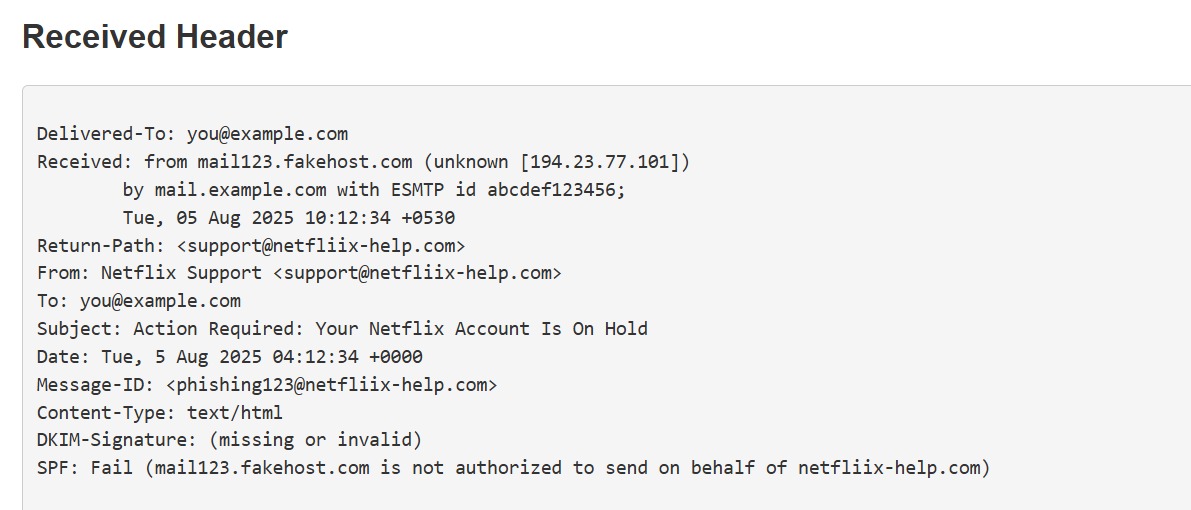 Received Header
Delivered-To: you@example.com
Received: from mail123.fakehost.com (unknown [194.23.77.101])
by mail.example.com with ESMTP id abcdef123456;
Tue, 05 Aug 2025 10:12:34 +0530
Return-Path: <support@netfliix-help.com>
From: Netflix Support <support@netfliix-help.com>
To: you@example.com
Subject: Action Required: Your Netflix Account Is On Hold
Date: Tue, 5 Aug 2025 04:12:34 +0000
Message-ID: <phishing123@netfliix-help.com>
Content-Type: text/html
DKIM-Signature: (missing or invalid)
SPF: Fail (mail123.fakehost.com is not authorized to send on behalf of netfliix-help.com)